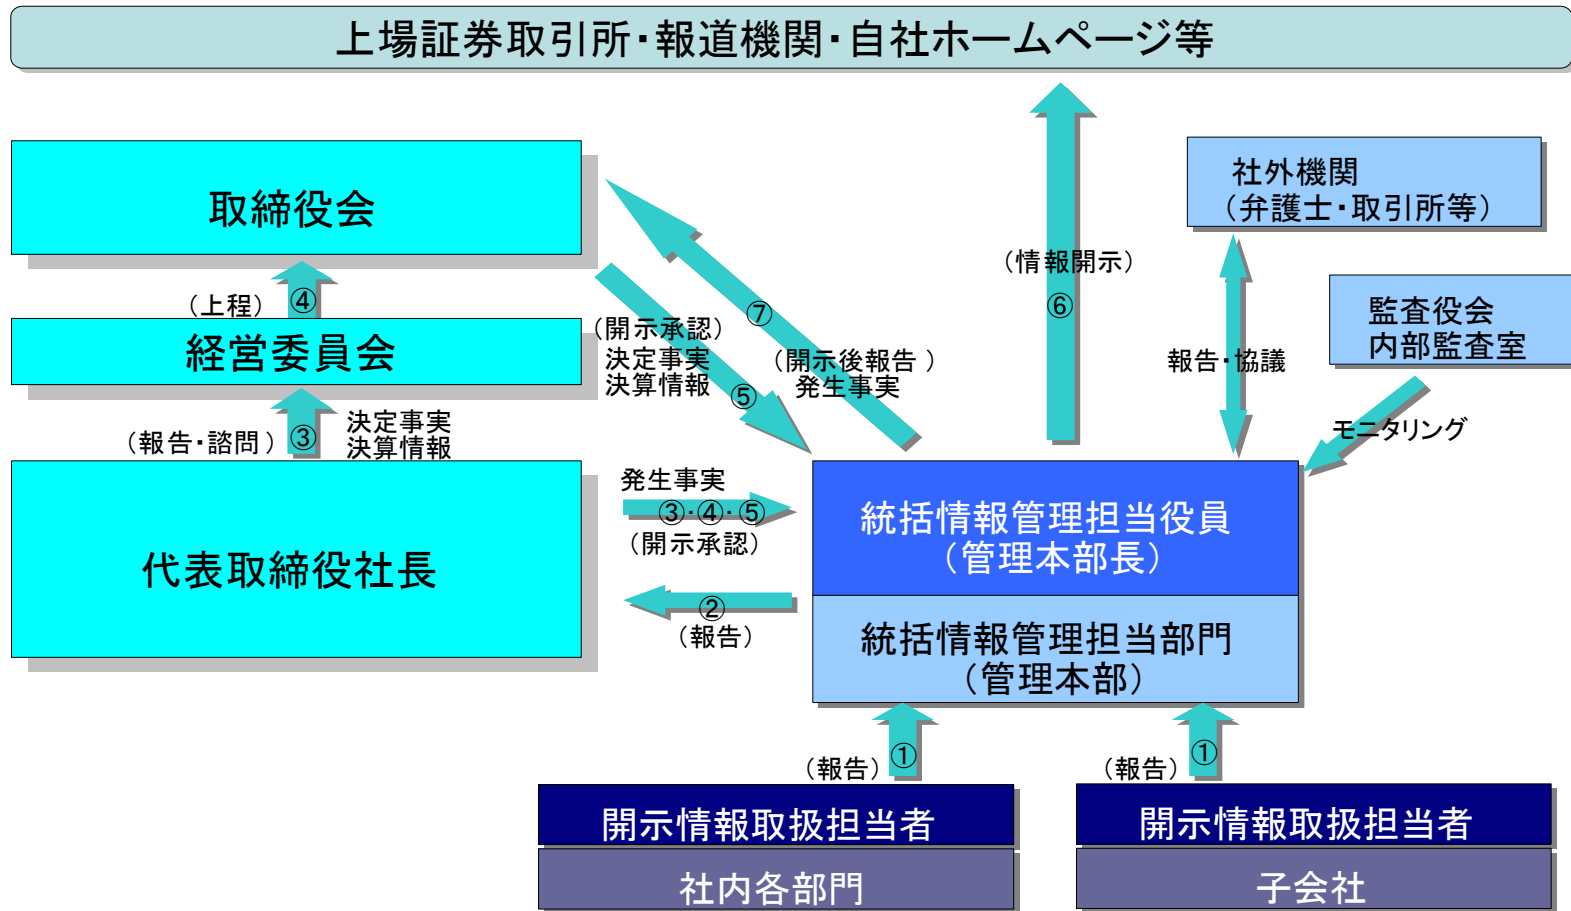 上場証券取引所・報道機関・自社ホームページ等
取締役会
社外機関
（弁護士・取引所等）
（情報開示）
⑥
（上程）
④
⑦
監査役会
内部監査室
経営委員会
（開示承認）
決定事実
決算情報
⑤
（開示後報告）
発生事実
報告・協議
（報告・諮問）
③
決定事実
決算情報
モニタリング
代表取締役社長
発生事実
③・④・⑤
（開示承認）
②
（報告）
統括情報管理担当役員
（管理本部長）
統括情報管理担当部門
（管理本部）
（報告）
①
（報告）
①
開示情報取扱担当者
社内各部門
開示情報取扱担当者
子会社